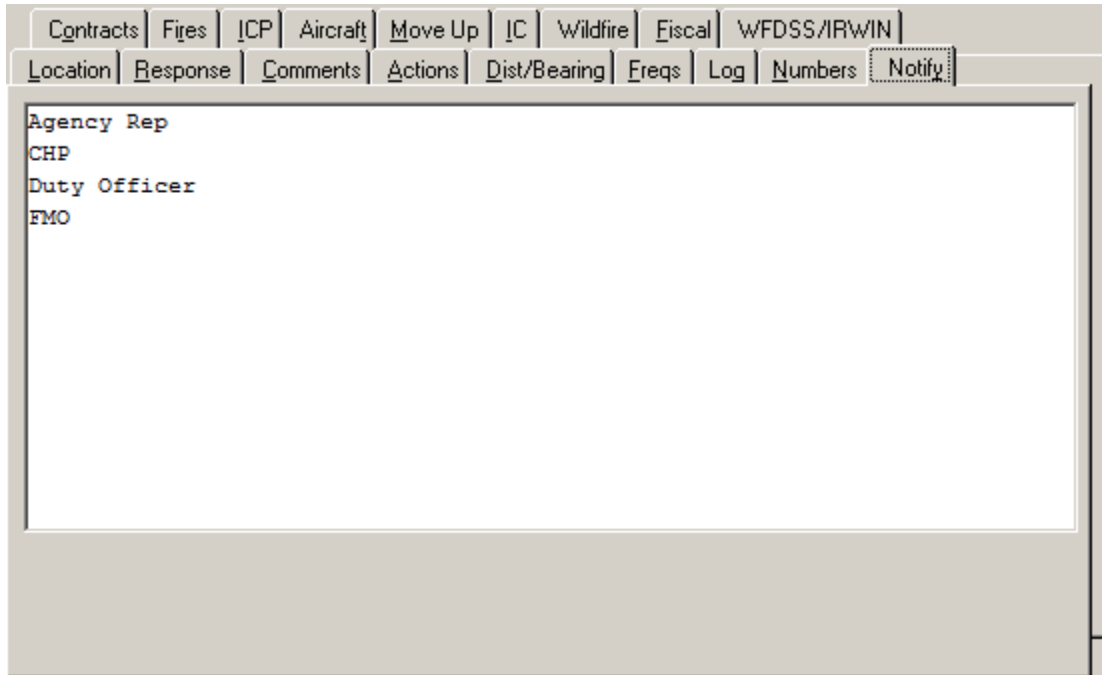 Contracts Fires ICP Aircraft Move Up IC Wildfire Fiscal WFDSS/IRWIN
Location Response Comments Actions Dist/Bearing Freqs Log Numbers Notify
Agency Rep
CHP
Duty Officer
FMO